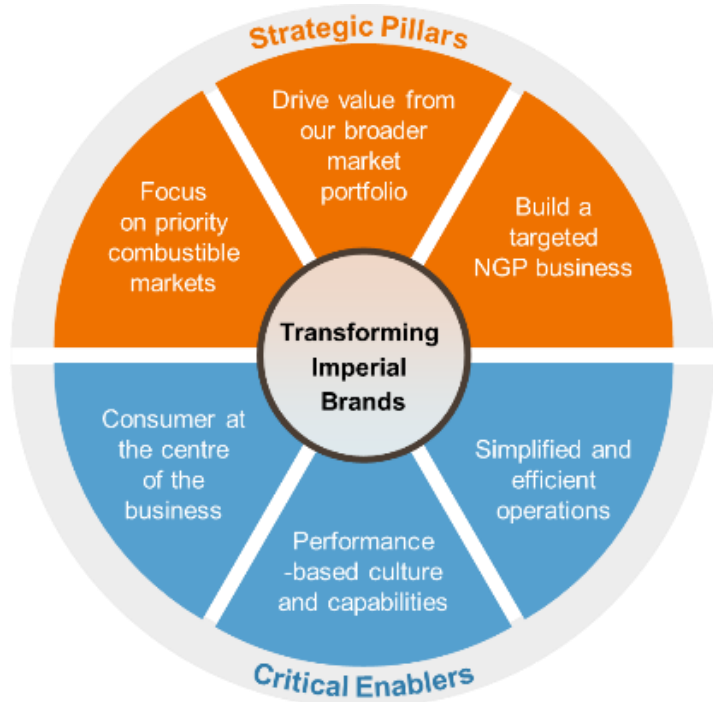 Strategic Pillars
Drive value from
our broader
market
portfolio
Focus
on priority
combustible
markets
Build a
targeted
NGP business
Transforming
Imperial
Brands
Consumer at
the centre
of the
business
Simplified and
efficient
operations
Performance
-based culture
and capabilities
Critical Enablers